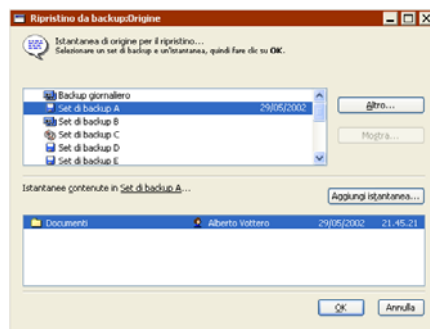 Ripristino da backup:Origine
Istantanea di origine per il ripristino...
Selezionare un set di backup e un'istantanea, quindi fare clic su OK.
Backup giornaliero
Set di backup A 29/05/2002
Set di backup B
Set di backup C
Set di backup D
Set di backup E
Altro...
Mostra...
Istantanee contenute in Set di backup A...
Aggiungi istantanea...
Documenti Alberto Vottero 29/05/2002 21.45.21
OK Annulla